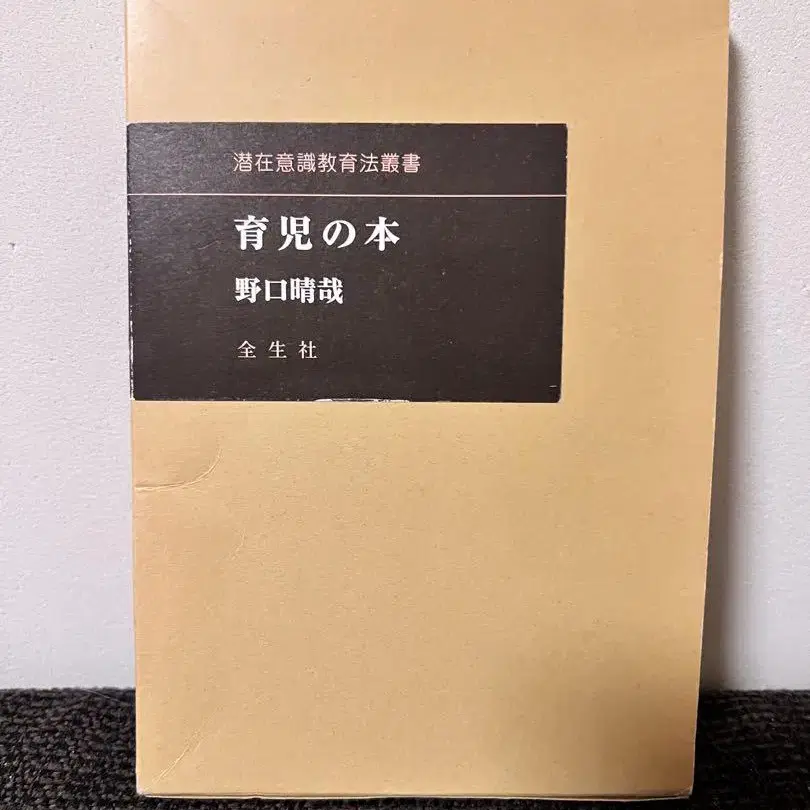 潜在意識教育法叢書
育児の本
野口晴哉
全生社